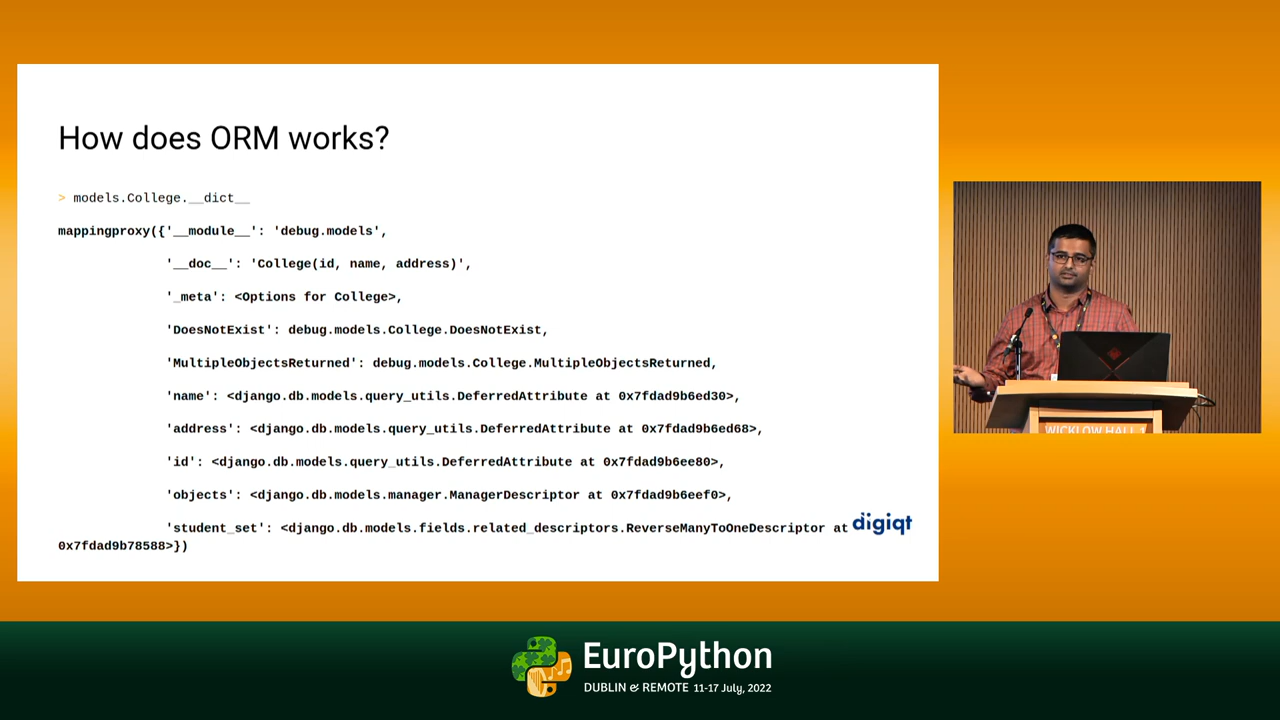 How does ORM works?
> models.College.__dict__
mappingproxy({'__module__': 'debug.models',
'__doc__': 'College(id, name, address)',
'_meta': <Options for College>,
'DoesNotExist': debug.models.College.DoesNotExist,
'MultipleObjectsReturned': debug.models.College.MultipleObjectsReturned,
'name': <django.db.models.query_utils.DeferredAttribute at 0x7fdad9b6ed30>,
'address': <django.db.models.query_utils.DeferredAttribute at 0x7fdad9b6ed68>,
'id': <django.db.models.query_utils.DeferredAttribute at 0x7fdad9b6ee80>,
'objects': <django.db.models.manager.ManagerDescriptor at 0x7fdad9b6eef0>,
'student_set': <django.db.models.fields.related_descriptors.ReverseManyToOneDescriptor at
0x7fdad9b78588>})
digiqt
WICKLOW HALL 1
EuroPython
DUBLIN & REMOTE 11-17 July, 2022